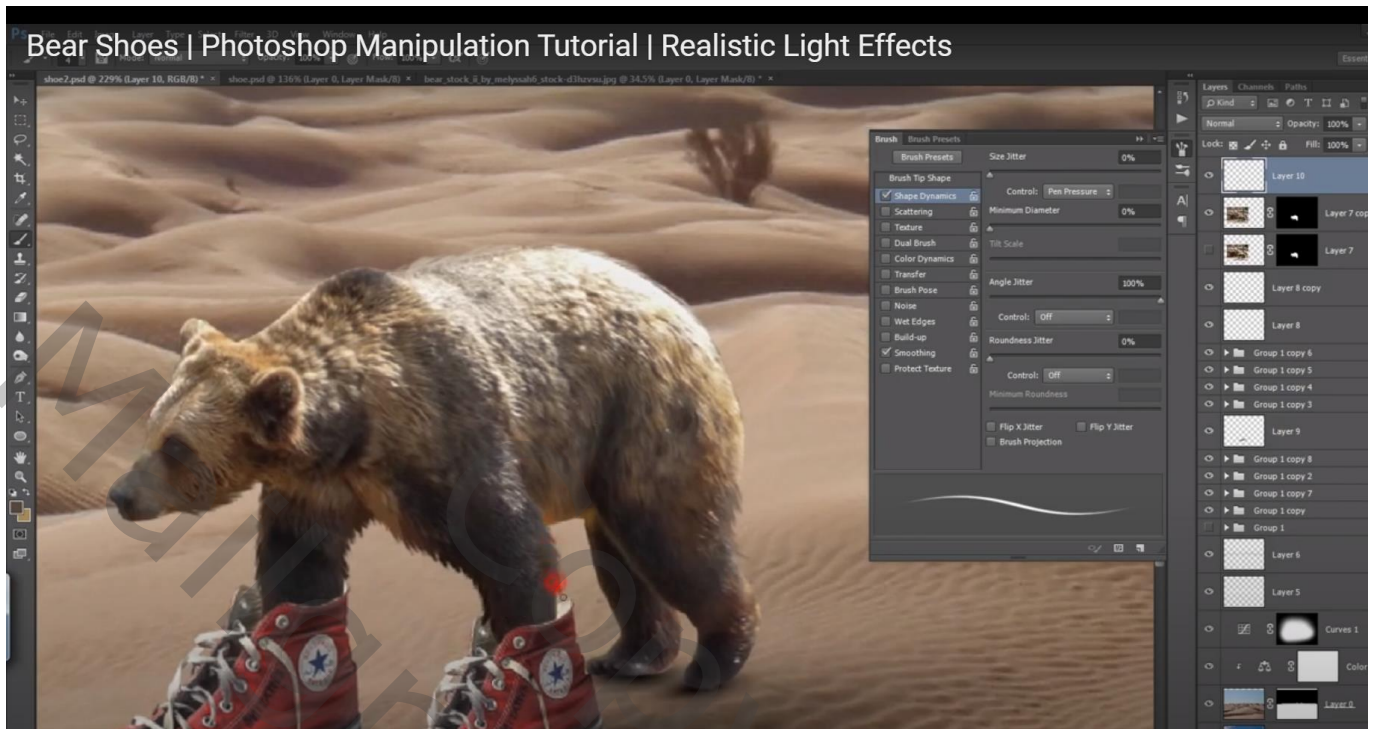 Bear Shoes | Photoshop Manipulation Tutorial | Realistic Light Effects
shoe2.psd @ 229% (Layer 10, RGB/8) * ×
shoe.psd @ 136% (Layer 0, Layer Mask/8) ×
bear_stock_ii_by_melyssah6_stock-d3hzvsu.jpg @ 34.5% (Layer 0, Layer Mask/8) * ×
Essent
Brush
Brush Presets
Brush Presets
Brush Tip Shape
Shape Dynamics
Scattering
Texture
Dual Brush
Color Dynamics
Transfer
Brush Pose
Noise
Wet Edges
Build-up
Smoothing
Protect Texture
Size Jitter 0%
Control: Pen Pressure
Minimum Diameter 0%
Tilt Scale
Angle Jitter 100%
Control: Off
Roundness Jitter 0%
Control: Off
Minimum Roundness
Flip X Jitter Flip Y Jitter
Brush Projection
Layers Channels Paths
Kind
Normal Opacity: 100%
Lock: Fill: 100%
Layer 10
Layer 7 cop
Layer 7
Layer 8 copy
Layer 8
Group 1 copy 6
Group 1 copy 5
Group 1 copy 4
Group 1 copy 3
Layer 9
Group 1 copy 8
Group 1 copy 2
Group 1 copy 7
Group 1 copy
Group 1
Layer 6
Layer 5
Curves 1
Color
Layer 0